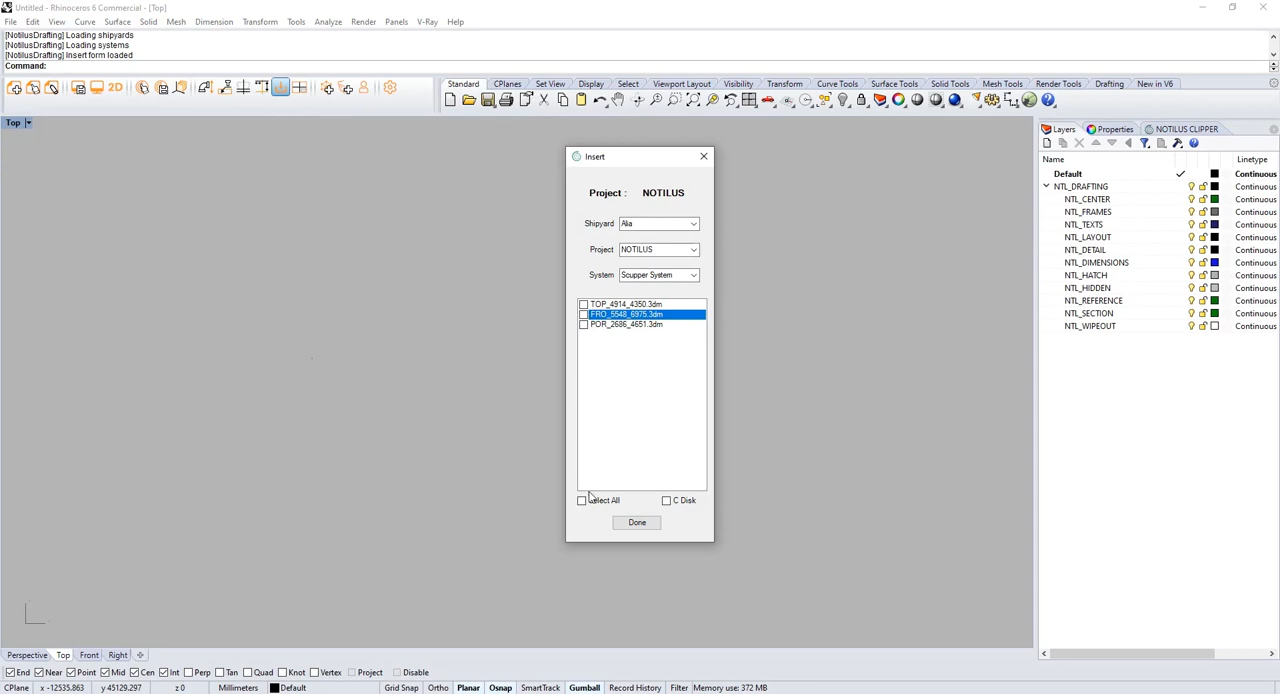 Untitled - Rhinoceros 6 Commercial - [Top]
File Edit View Curve Surface Solid Mesh Dimension Transform Tools Analyze Render Panels V-Ray Help
[NotilusDrafting] Loading shipyards
[NotilusDrafting] Loading systems
[NotilusDrafting] Insert form loaded
Command:
Standard CPlanes Set View Display Select Viewport Layout Visibility Transform Curve Tools Surface Tools Solid Tools Mesh Tools Render Tools Drafting New in V6
2D
Top
Layers Properties NOTILUS CLIPPER
Name Linetype
Default Continuous
NTL_DRAFTING Continuous
NTL_CENTER Continuous
NTL_FRAMES Continuous
NTL_TEXTS Continuous
NTL_LAYOUT Continuous
NTL_DETAIL Continuous
NTL_DIMENSIONS Continuous
NTL_HATCH Continuous
NTL_HIDDEN Continuous
NTL_REFERENCE Continuous
NTL_SECTION Continuous
NTL_WIPEOUT Continuous
Insert
Project : NOTILUS
Shipyard Alia
Project NOTILUS
System Scupper System
TOP_4914_4350.3dm
FRO_5548_6975.3dm
POR_2686_4651.3dm
Select All C Disk
Done
Perspective Top Front Right
End Near Point Mid Cen Int Perp Tan Quad Knot Vertex Project Disable
CPlane x -12535.863 y 45129.297 z 0 Millimeters Default Grid Snap Ortho Planar Osnap SmartTrack Gumball Record History Filter Memory use: 372 MB